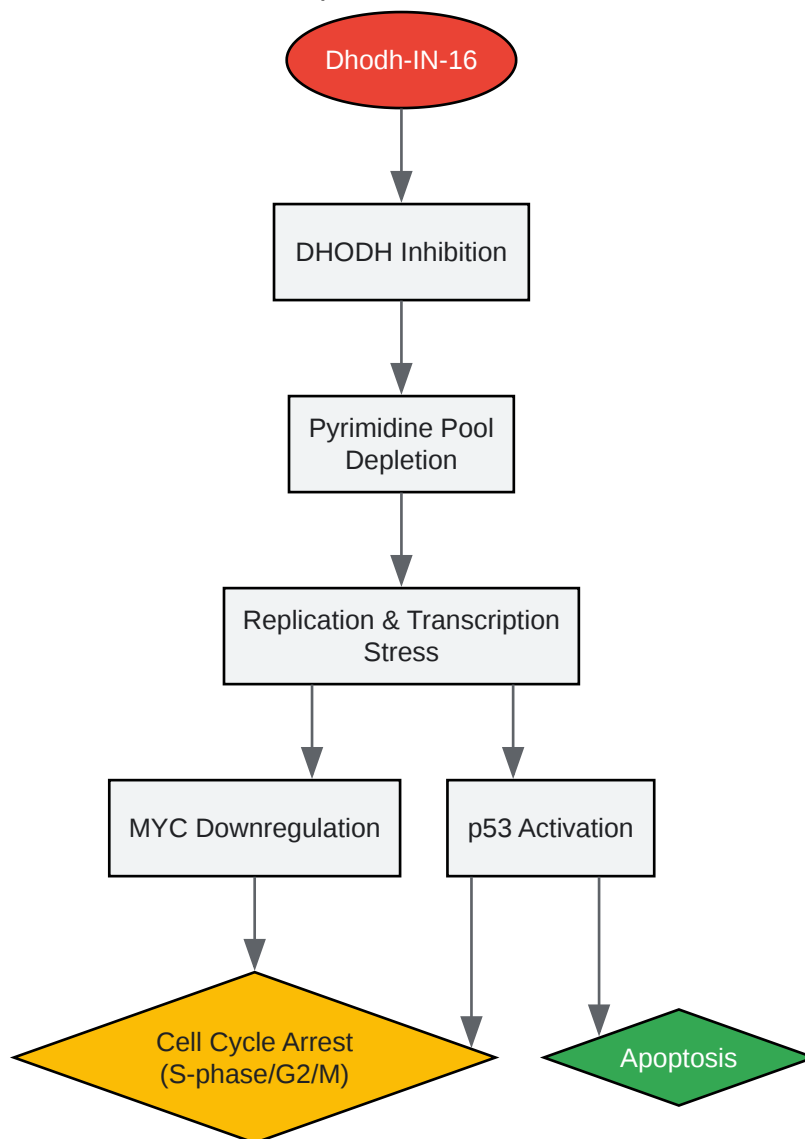 Dhodh-IN-16
DHODH Inhibition
Pyrimidine Pool
Depletion
Replication & Transcription
Stress
MYC Downregulation
p53 Activation
Cell Cycle Arrest
(S-phase/G2/M)
Apoptosis